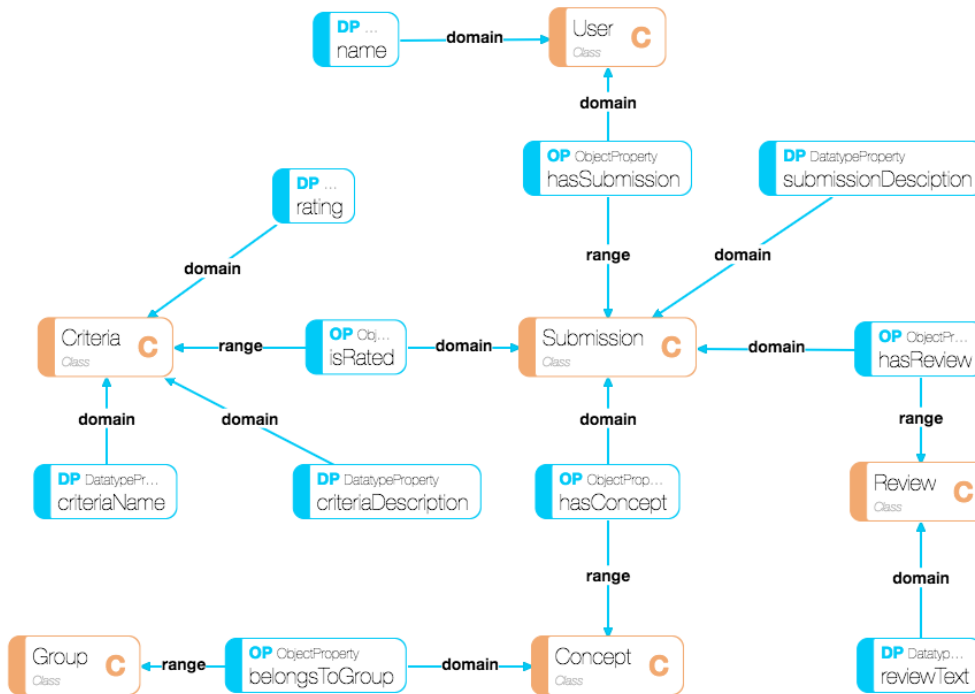 DP ...
name
domain
User
Class
C
domain
OP ObjectProperty
hasSubmission
DP DatatypeProperty
submissionDesciption
DP ...
rating
domain
range
domain
Criteria
Class
C
range
OP Obj...
isRated
domain
Submission
Class
C
domain
OP ObjectPr...
hasReview
domain
domain
domain
range
DP DatatypePr...
criteriaName
DP DatatypeProperty
criteriaDescription
OP ObjectProp...
hasConcept
Review
Class
C
range
domain
Group
Class
C
range
OP ObjectProperty
belongsToGroup
domain
Concept
Class
C
DP Datatyp...
reviewText